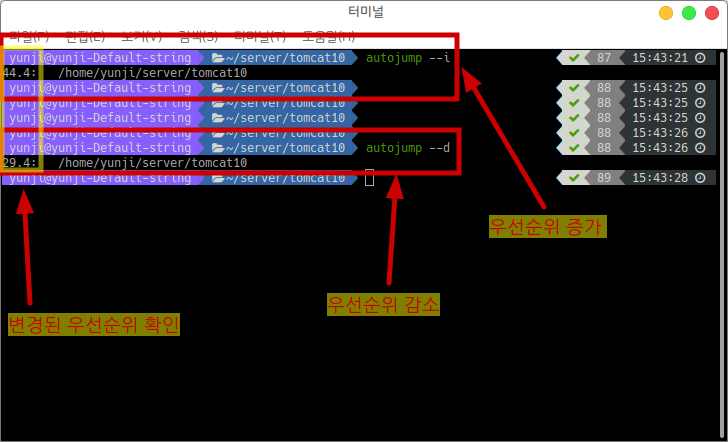 터미널
파일(F) 편집(E) 보기(V) 검색(S) 터미널(T) 도움말(H)
yunji@yunji-Default-string ~/server/tomcat10 autojump --i 87 15:43:21
44.4: /home/yunji/server/tomcat10
yunji@yunji-Default-string ~/server/tomcat10 88 15:43:25
yunji@yunji-Default-string ~/server/tomcat10 88 15:43:25
yunji@yunji-Default-string ~/server/tomcat10 88 15:43:25
yunji@yunji-Default-string ~/server/tomcat10 88 15:43:26
yunji@yunji-Default-string ~/server/tomcat10 autojump --d 88 15:43:26
29.4: /home/yunji/server/tomcat10
yunji@yunji-Default-string ~/server/tomcat10 89 15:43:28
우선순위 증가
우선순위 감소
변경된 우선순위 확인